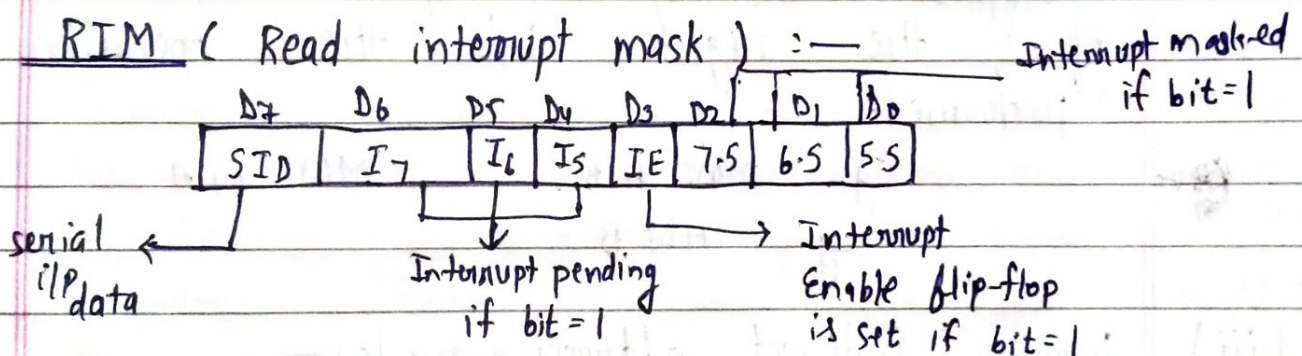 RIM ( Read interrupt mask ) :—
Interrupt masked
if bit=1
D7 D6 D5 D4 D3 D2 D1 D0
SID I7 I6 I5 IE 7.5 6.5 5.5
serial
i/p data
Interrupt pending
if bit = 1
Interrupt
Enable flip-flop
is set if bit=1.